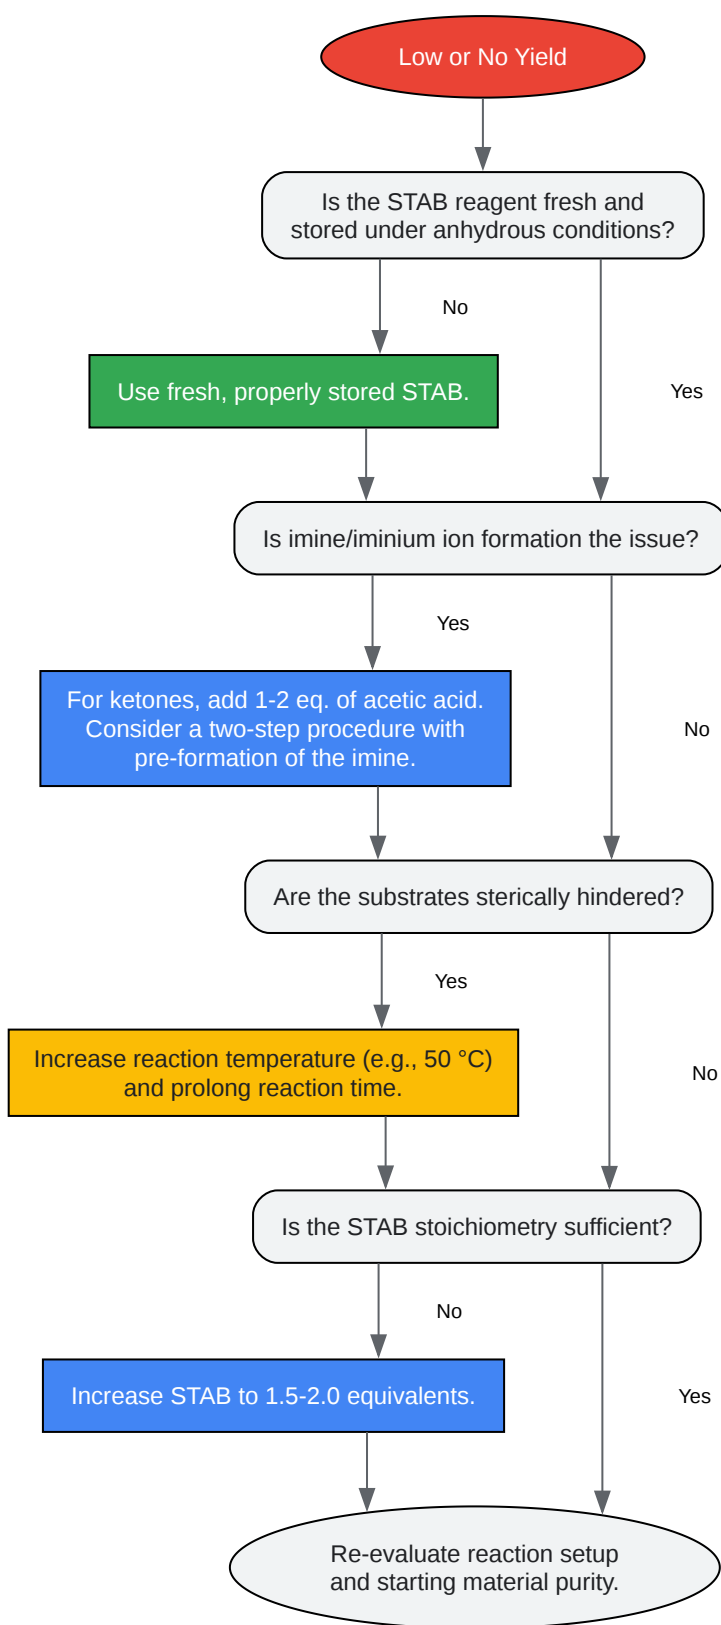 Low or No Yield
Is the STAB reagent fresh and
stored under anhydrous conditions?
No
Use fresh, properly stored STAB.
Yes
Is imine/iminium ion formation the issue?
Yes
For ketones, add 1-2 eq. of acetic acid.
Consider a two-step procedure with
pre-formation of the imine.
No
Are the substrates sterically hindered?
Yes
Increase reaction temperature (e.g., 50 °C)
and prolong reaction time.
No
Is the STAB stoichiometry sufficient?
No
Increase STAB to 1.5-2.0 equivalents.
Yes
Re-evaluate reaction setup
and starting material purity.